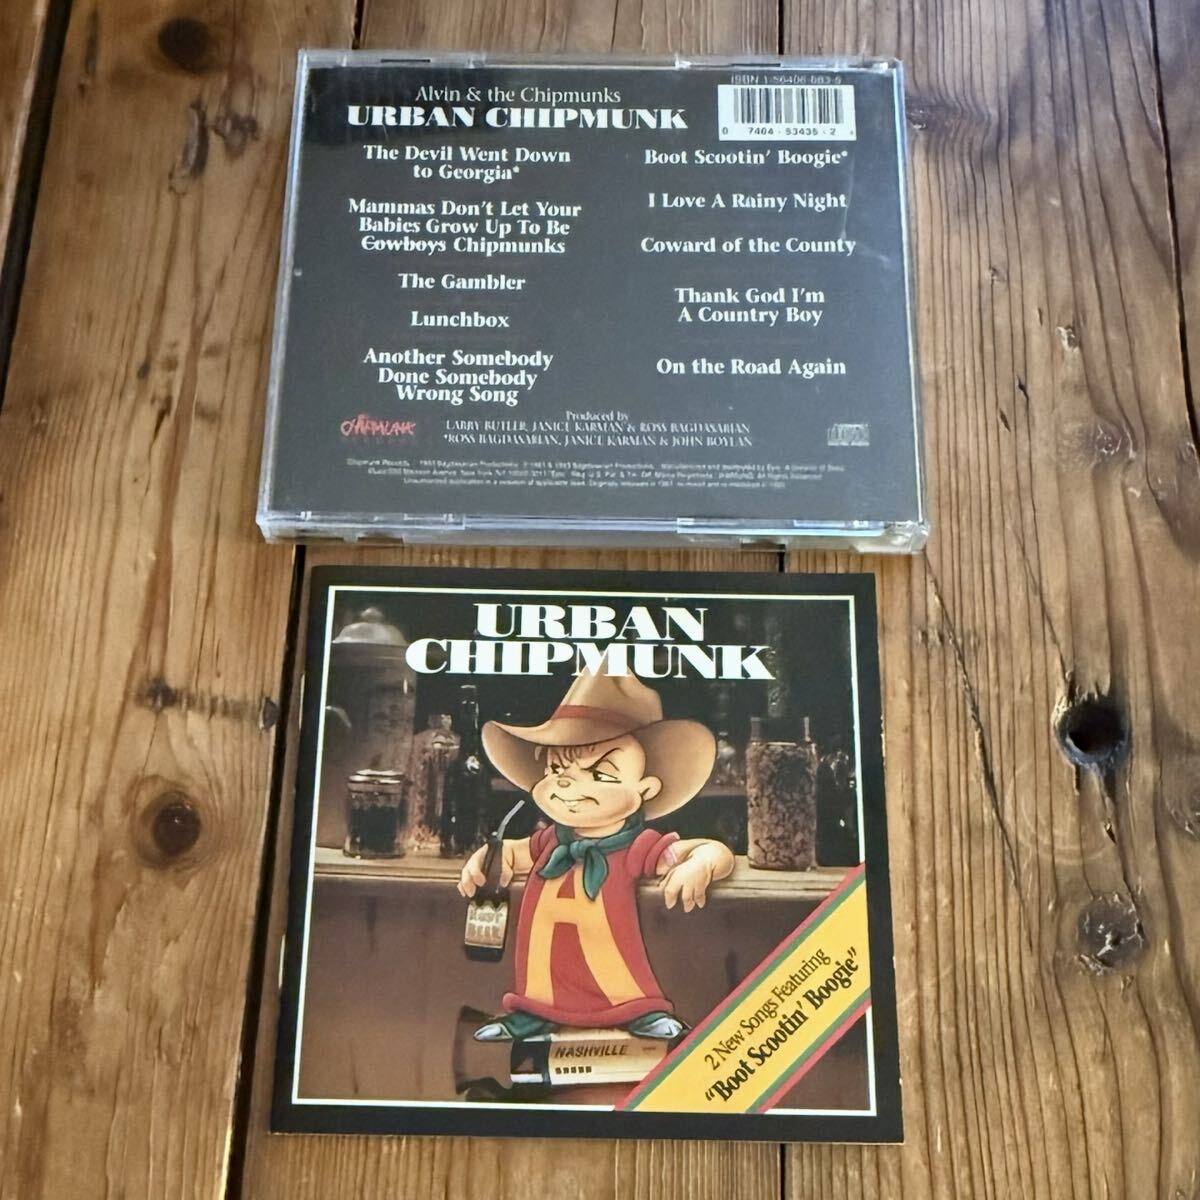 Alvin & the Chipmunks
URBAN CHIPMUNK
The Devil Went Down
to Georgia*
Mammas Don't Let Your
Babies Grow Up To Be
Cowboys Chipmunks
The Gambler
Lunchbox
Another Somebody
Done Somebody
Wrong Song
Boot Scootin' Boogie*
I Love A Rainy Night
Coward of the County
Thank God I'm
A Country Boy
On the Road Again
Produced by
LARRY BUTLER, JANICE KARMAN & ROSS BAGDASARIAN
*ROSS BAGDASARIAN, JANICE KARMAN & JOHN BOYLAN
CHIPMUNK
URBAN
CHIPMUNK
ROOT
BEER
NASHVILLE
2 New Songs Featuring
"Boot Scootin' Boogie"